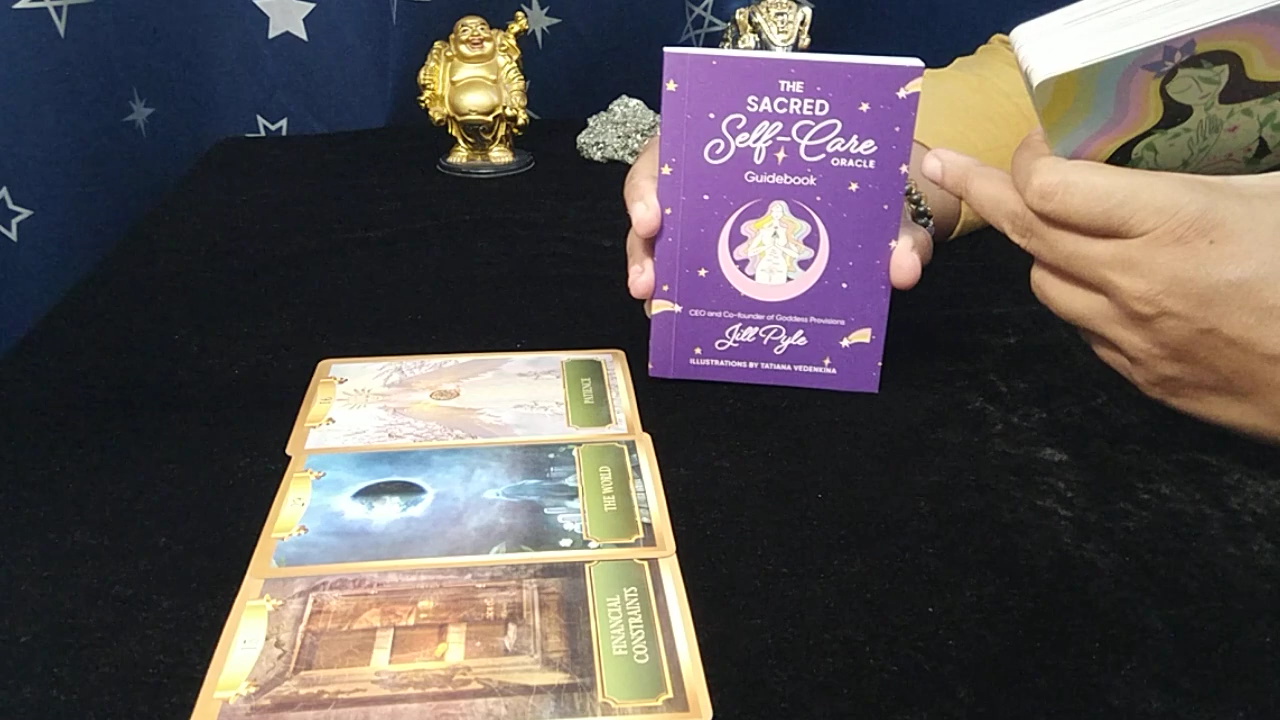 THE
SACRED
Self-Care
ORACLE
Guidebook
CEO and Co-founder of Goddess Provisions
Jill Pyle
ILLUSTRATIONS BY TATIANA VEDENKINA
PATIENCE
THE WORLD
FINANCIAL
CONSTRAINTS